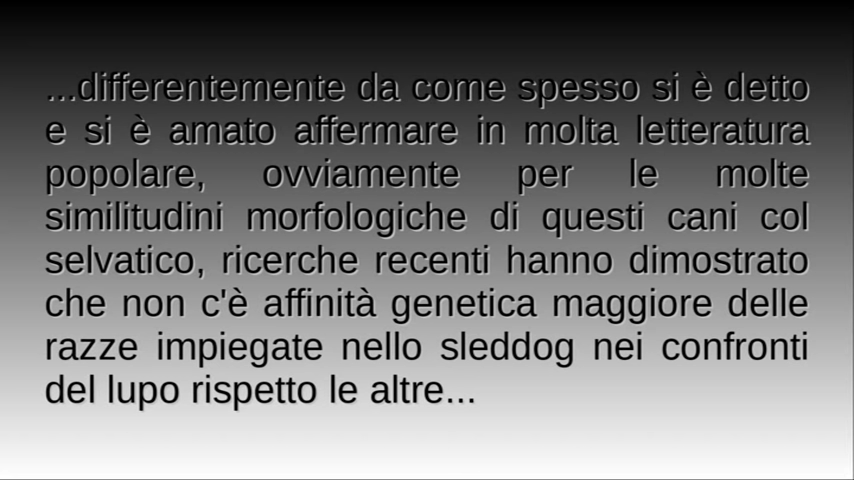 ...differentemente da come spesso si è detto
e si è amato affermare in molta letteratura
popolare, ovviamente per le molte
similitudini morfologiche di questi cani col
selvatico, ricerche recenti hanno dimostrato
che non c'è affinità genetica maggiore delle
razze impiegate nello sleddog nei confronti
del lupo rispetto le altre...